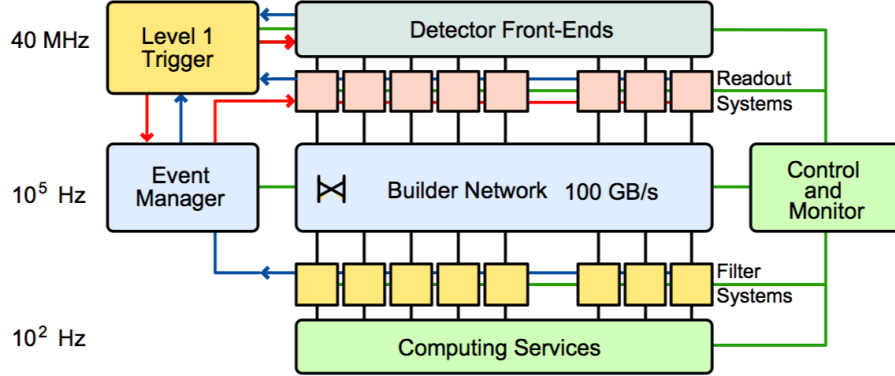 40 MHz
Level 1
Trigger
Detector Front-Ends
Readout
Systems
10⁵ Hz
Event
Manager
Builder Network 100 GB/s
Control
and
Monitor
Filter
Systems
10² Hz
Computing Services